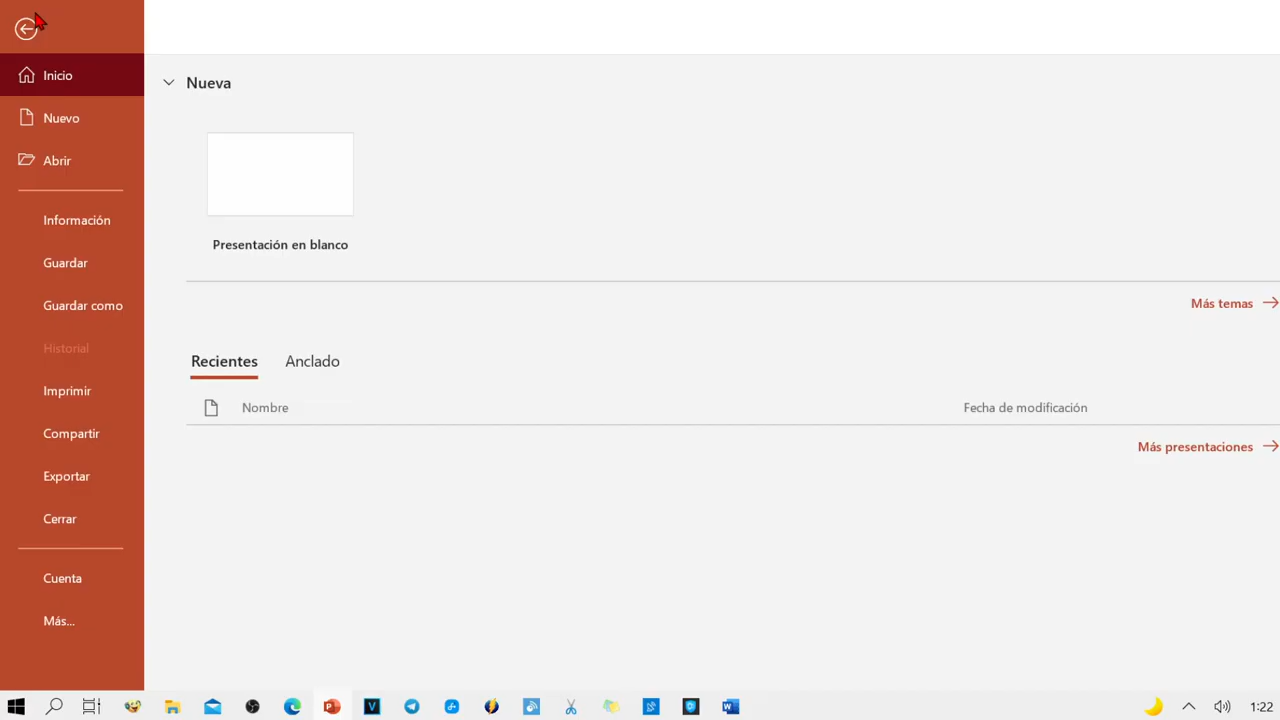 Inicio
Nuevo
Abrir
Información
Guardar
Guardar como
Historial
Imprimir
Compartir
Exportar
Cerrar
Cuenta
Más...
Nueva
Presentación en blanco
Más temas
Recientes Anclado
Nombre Fecha de modificación
Más presentaciones
1:22